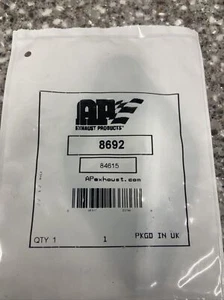 AP
EXHAUST PRODUCTS
8692
84615
APexhaust.com
QTY 1
1
PKGD IN UK